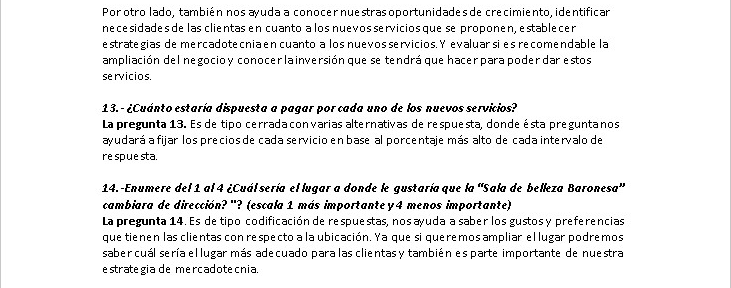 Por otro lado, también nos ayuda a conocer nuestras oportunidades de crecimiento, identificar
necesidades de las clientas en cuanto a los nuevos servicios que se proponen, establecer
estrategias de mercadotecnia en cuanto a los nuevos servicios. Y evaluar si es recomendable la
ampliación del negocio y conocer la inversión que se tendrá que hacer para poder dar estos
servicios.
13.- ¿Cuánto estaría dispuesta a pagar por cada uno de los nuevos servicios?
La pregunta 13. Es de tipo cerrada con varias alternativas de respuesta, donde ésta pregunta nos
ayudará a fijar los precios de cada servicio en base al porcentaje más alto de cada intervalo de
respuesta.
14.-Enumere del 1 al 4 ¿Cuál sería el lugar a donde le gustaría que la “Sala de belleza Baronesa”
cambiara de dirección? "? (escala 1 más importante y 4 menos importante)
La pregunta 14. Es de tipo codificación de respuestas, nos ayuda a saber los gustos y preferencias
que tienen las clientas con respecto a la ubicación. Ya que si queremos ampliar el lugar podremos
saber cuál sería el lugar más adecuado para las clientas y también es parte importante de nuestra
estrategia de mercadotecnia.